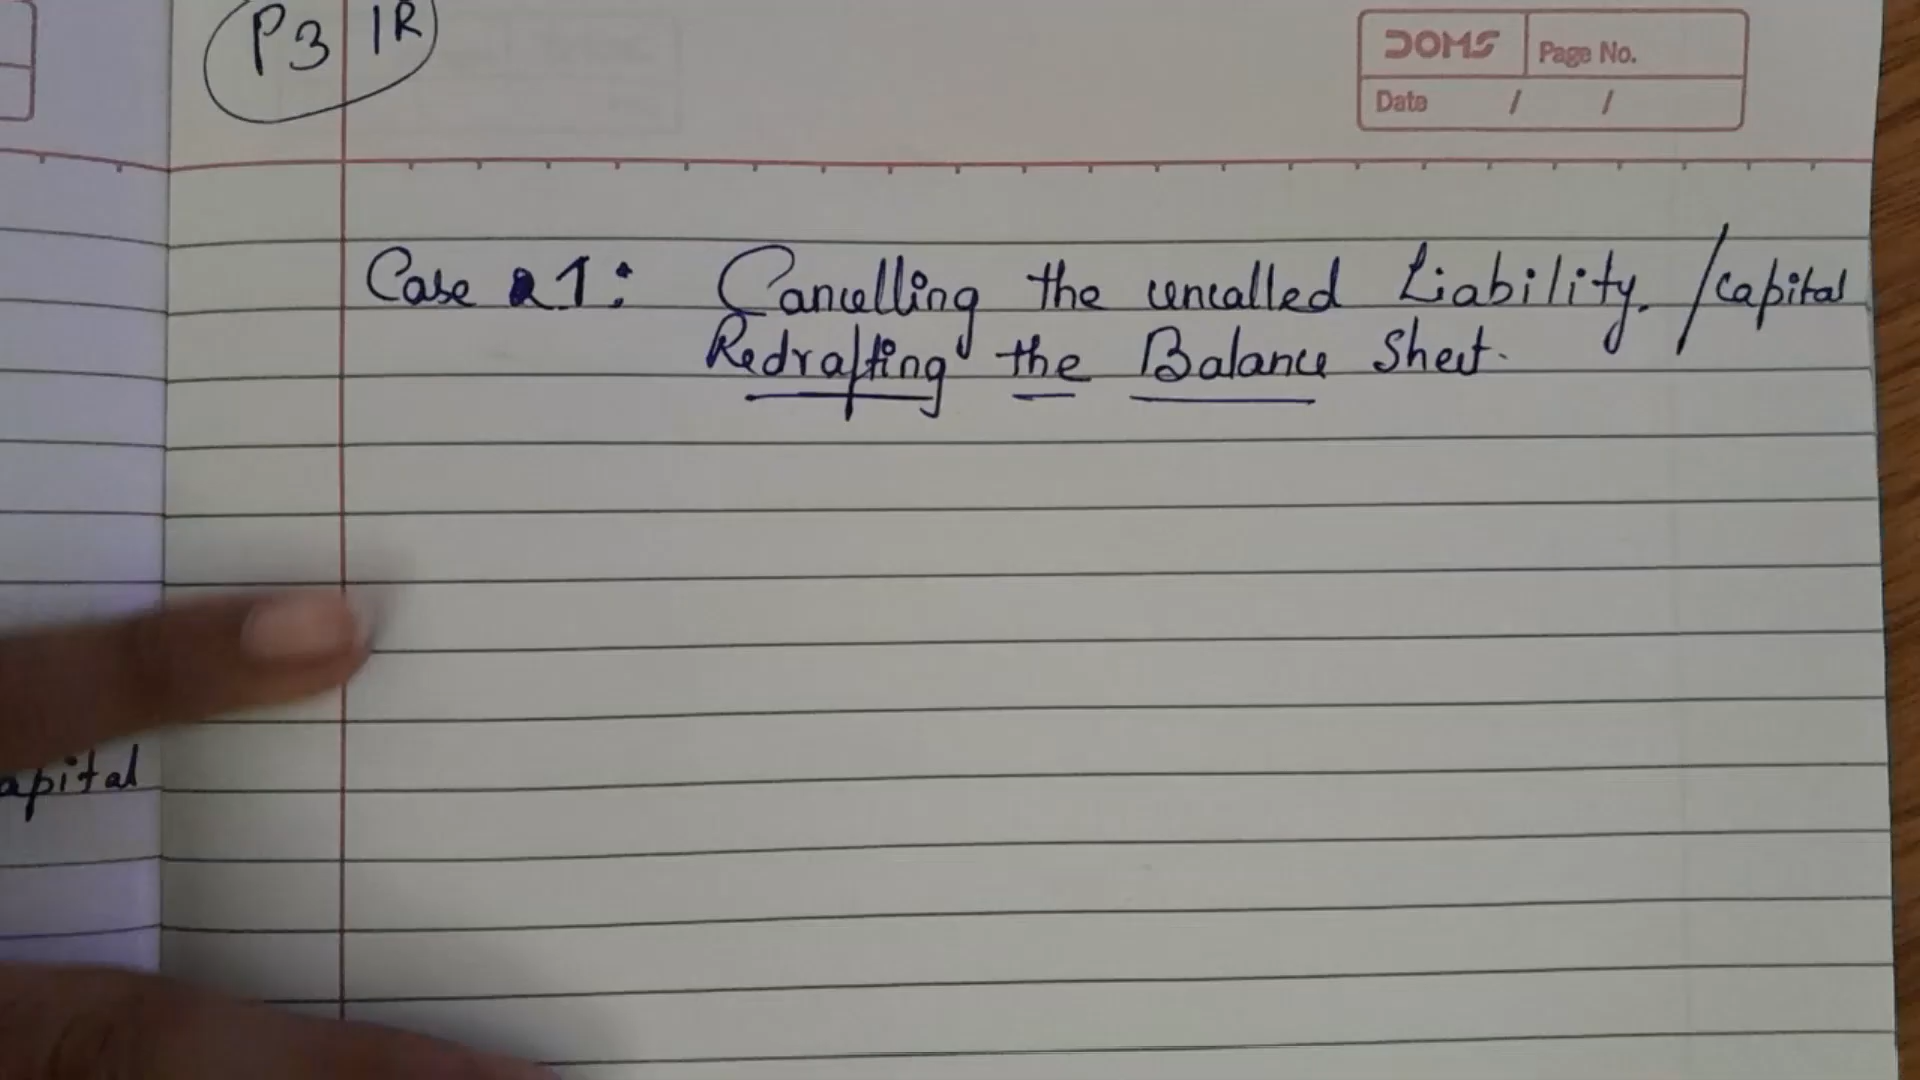 P3 IR
DOMS Page No.
Date / /
Case 1: Cancelling the uncalled Liability. / capital
Redrafting the Balance Sheet.
apital